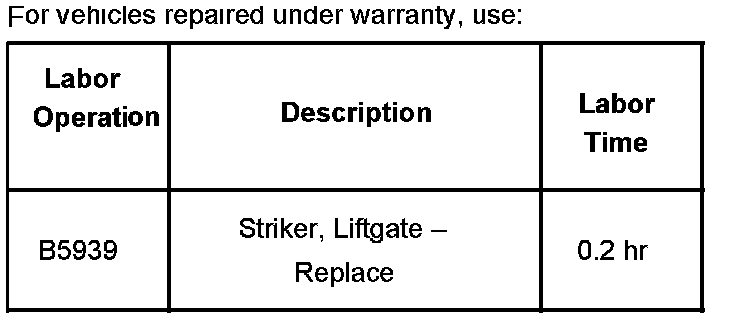 For vehicles repaired under warranty, use:
Labor
Operation
Description
Labor
Time
B5939
Striker, Liftgate –
Replace
0.2 hr